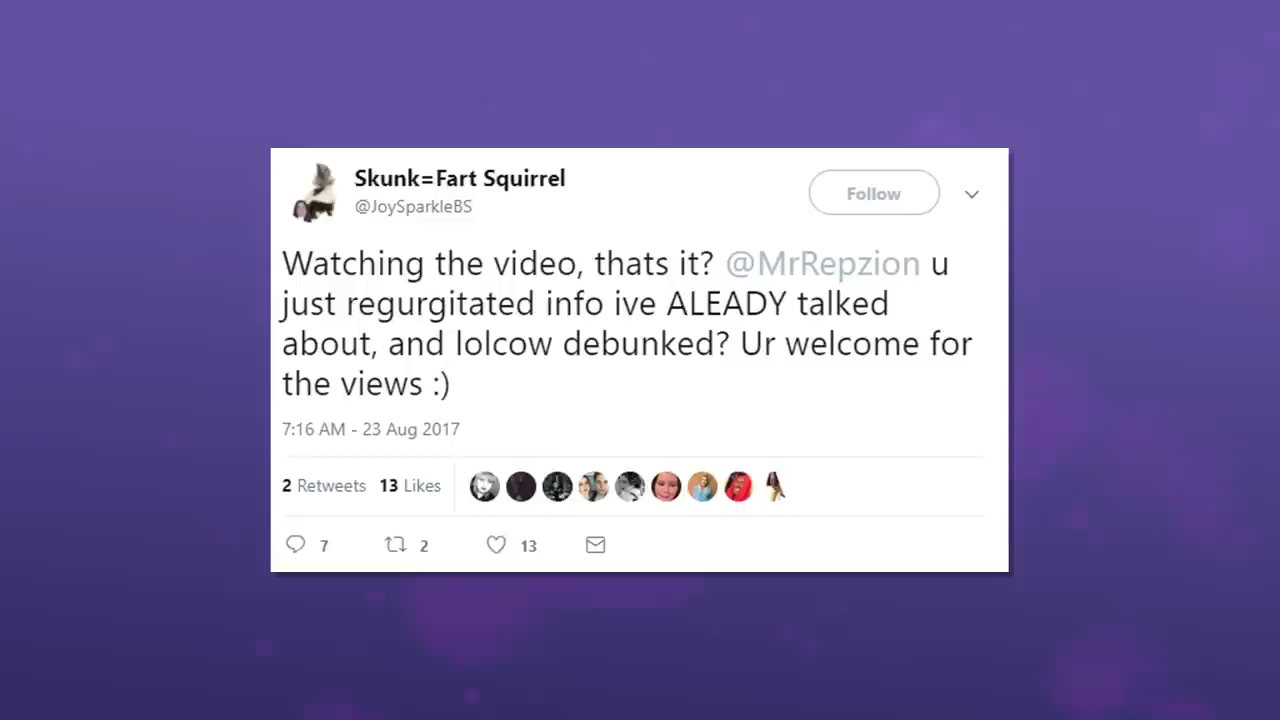 Skunk=Fart Squirrel
@JoySparkleBS
Follow
Watching the video, thats it? @MrRepzion u
just regurgitated info ive ALEADY talked
about, and lolcow debunked? Ur welcome for
the views :)
7:16 AM - 23 Aug 2017
2 Retweets 13 Likes
7 2 13